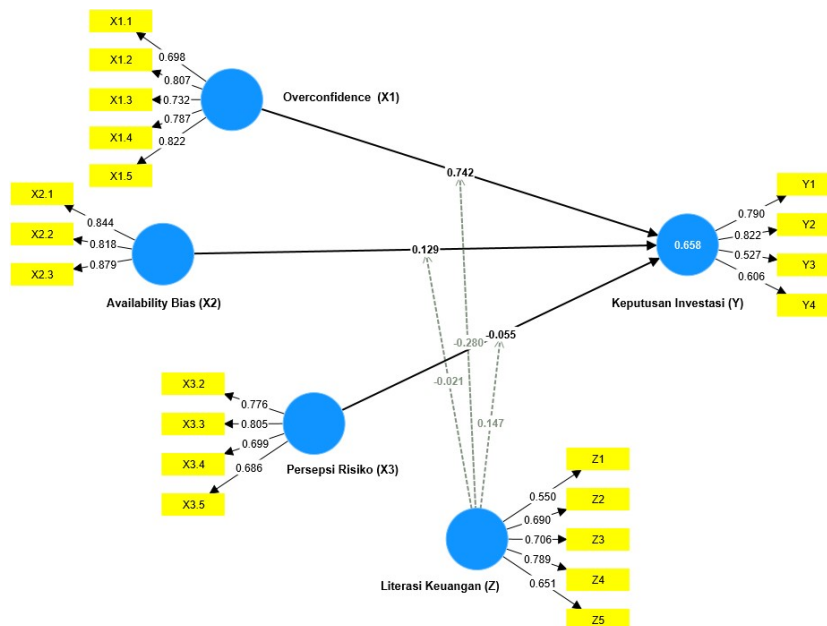 X1.1
0.698
X1.2
0.807
X1.3
0.732
X1.4
0.787
X1.5
0.822
Overconfidence (X1)
0.742
X2.1
0.844
X2.2
0.818
X2.3
0.879
Availability Bias (X2)
0.129
0.658
Keputusan Investasi (Y)
Y1
0.790
Y2
0.822
Y3
0.527
Y4
0.606
-0.055
-0.280
-0.021
0.147
X3.2
0.776
X3.3
0.805
X3.4
0.699
X3.5
0.686
Persepsi Risiko (X3)
Literasi Keuangan (Z)
Z1
0.550
Z2
0.690
Z3
0.706
Z4
0.789
Z5
0.651